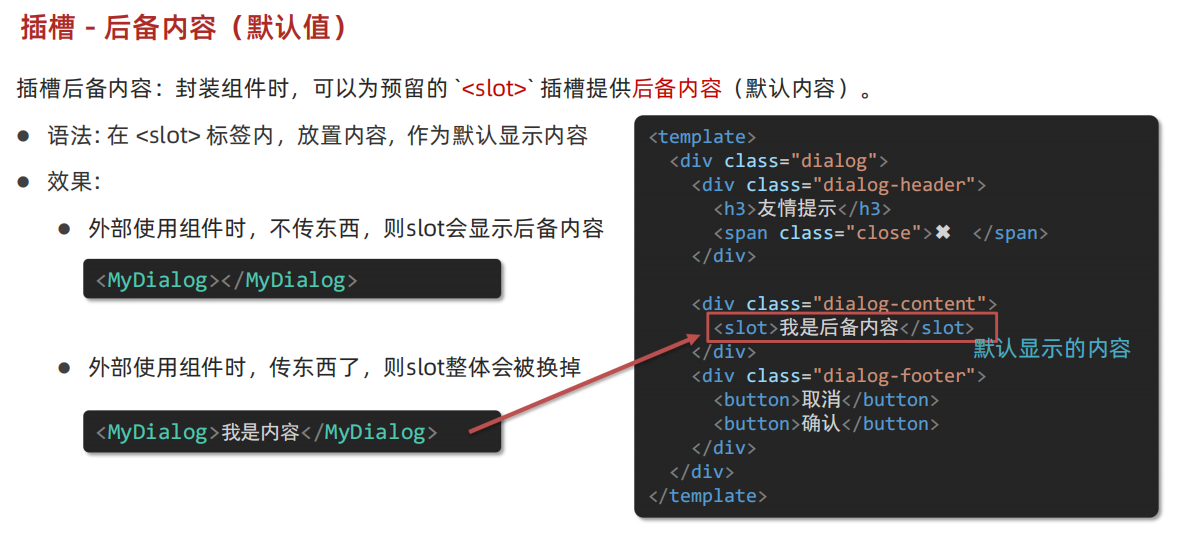 插槽 - 后备内容（默认值）
插槽后备内容：封装组件时，可以为预留的 `<slot>` 插槽提供后备内容（默认内容）。
● 语法: 在 <slot> 标签内，放置内容, 作为默认显示内容
● 效果：
● 外部使用组件时，不传东西，则slot会显示后备内容
<MyDialog></MyDialog>
● 外部使用组件时，传东西了，则slot整体会被换掉
<MyDialog>我是内容</MyDialog>
<template>
<div class="dialog">
<div class="dialog-header">
<h3>友情提示</h3>
<span class="close">✖ </span>
</div>
<div class="dialog-content">
<slot>我是后备内容</slot>
</div>
默认显示的内容
<div class="dialog-footer">
<button>取消</button>
<button>确认</button>
</div>
</div>
</template>